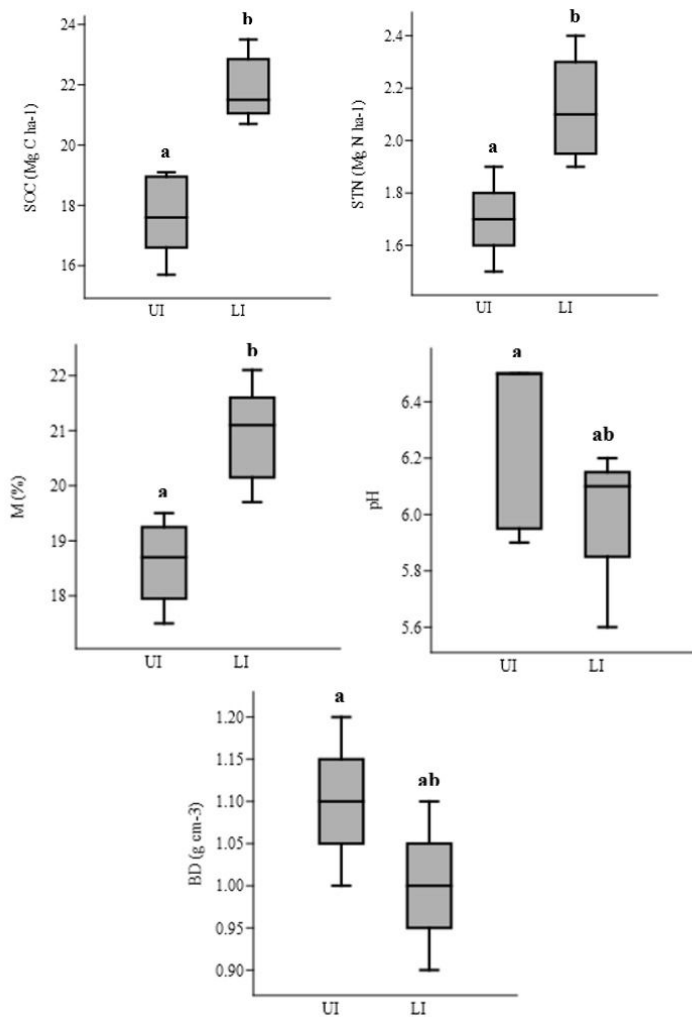 SOC (Mg C ha-1)
24
22
20
18
16
a
b
UI LI
STN (Mg N ha-1)
2.4
2.2
2.0
1.8
1.6
a
b
UI LI
M (%)
22
21
20
19
18
a
b
UI LI
pH
6.4
6.2
6.0
5.8
5.6
a
ab
UI LI
BD (g cm-3)
1.20
1.15
1.10
1.05
1.00
0.95
0.90
a
ab
UI LI